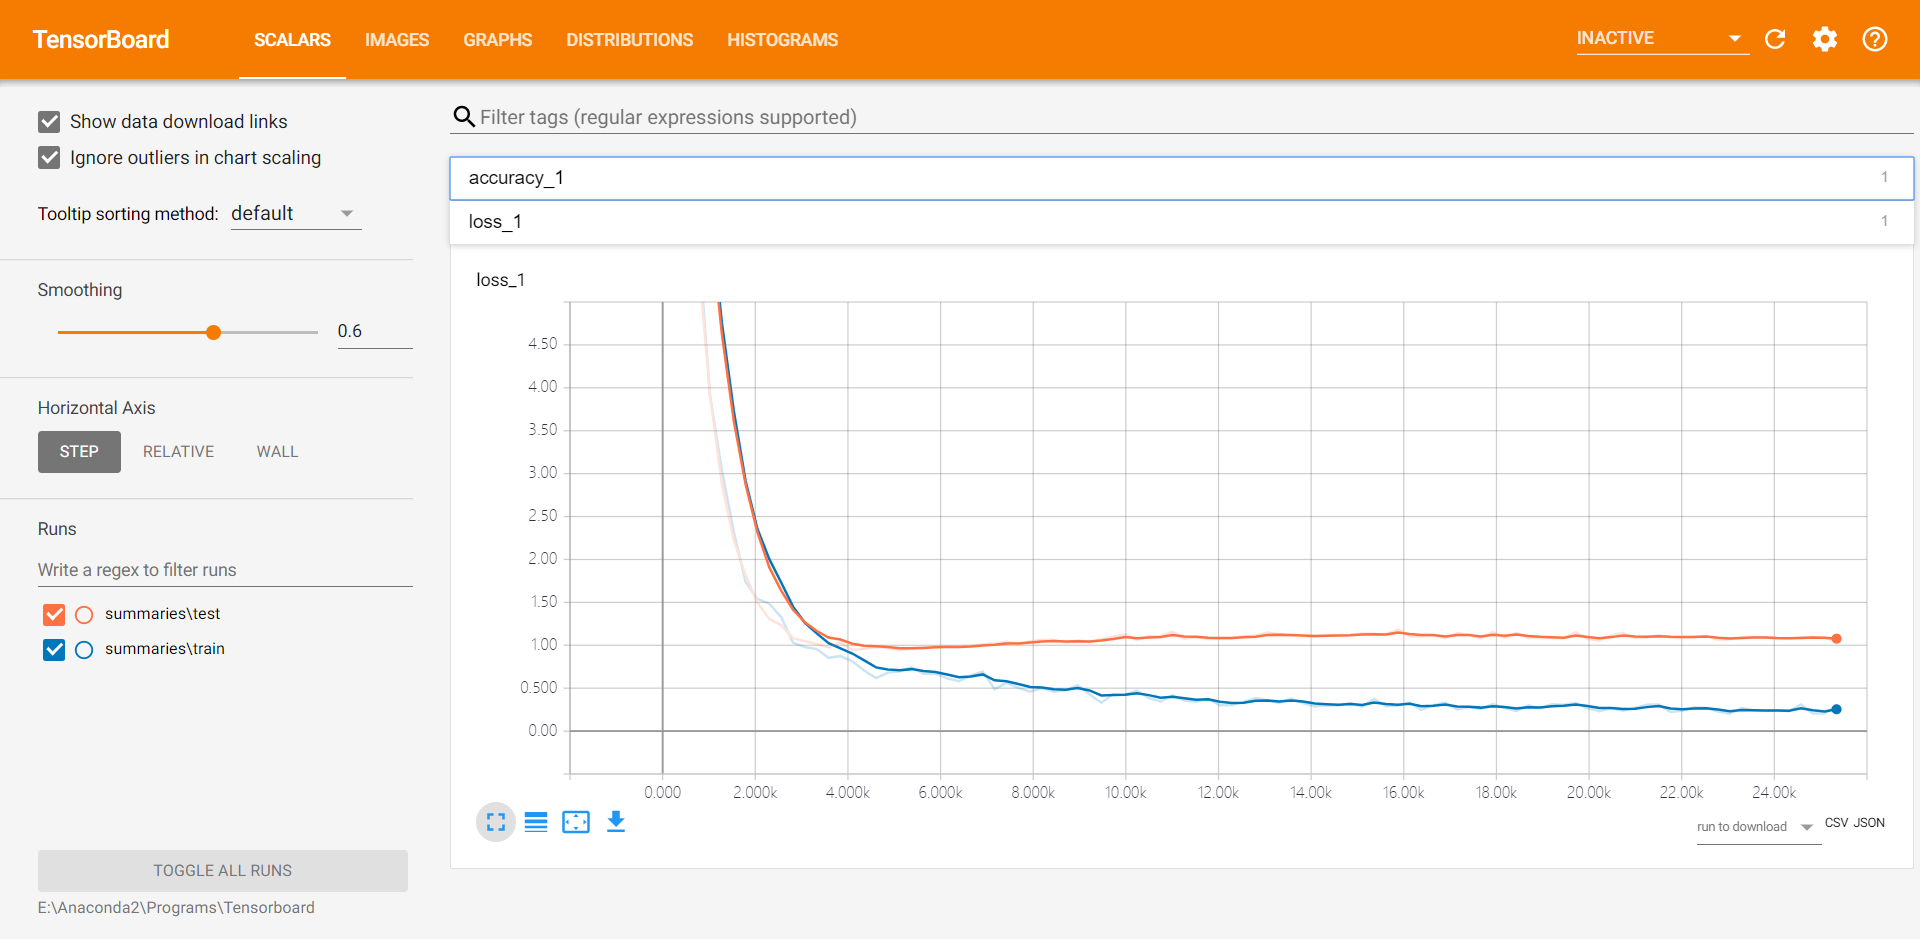 TensorBoard SCALARS IMAGES GRAPHS DISTRIBUTIONS HISTOGRAMS INACTIVE
Show data download links
Ignore outliers in chart scaling
Tooltip sorting method: default
Smoothing
0.6
Horizontal Axis
STEP RELATIVE WALL
Runs
Write a regex to filter runs
summaries\test
summaries\train
TOGGLE ALL RUNS
E:\Anaconda2\Programs\Tensorboard
Filter tags (regular expressions supported)
accuracy_1 1
loss_1 1
loss_1
4.50
4.00
3.50
3.00
2.50
2.00
1.50
1.00
0.500
0.00
0.000 2.000k 4.000k 6.000k 8.000k 10.00k 12.00k 14.00k 16.00k 18.00k 20.00k 22.00k 24.00k
run to download CSV JSON